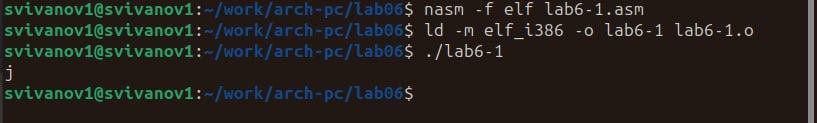 svivanov1@svivanov1:~/work/arch-pc/lab06$ nasm -f elf lab6-1.asm
svivanov1@svivanov1:~/work/arch-pc/lab06$ ld -m elf_i386 -o lab6-1 lab6-1.o
svivanov1@svivanov1:~/work/arch-pc/lab06$ ./lab6-1
j
svivanov1@svivanov1:~/work/arch-pc/lab06$